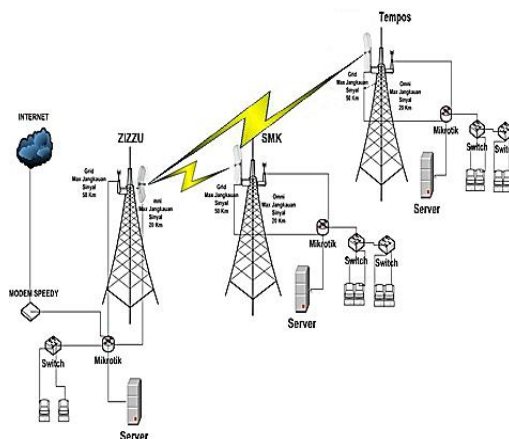 Tempos
Grid
Max Jangkauan
Sinyal
50 Km
Omni
Max Jangkauan
Sinyal
20 Km
Mikrotik
Switch
Switch
Server
INTERNET
ZIZZU
SMK
Grid
Max Jangkauan
Sinyal
50 Km
mni
Max Jangkauan
Sinyal
20 Km
Grid
Max Jangkauan
Sinyal
50 Km
Omni
Max Jangkauan
Sinyal
20 Km
Mikrotik
Switch
Switch
Server
MODEM SPEEDY
Switch
Mikrotik
Server